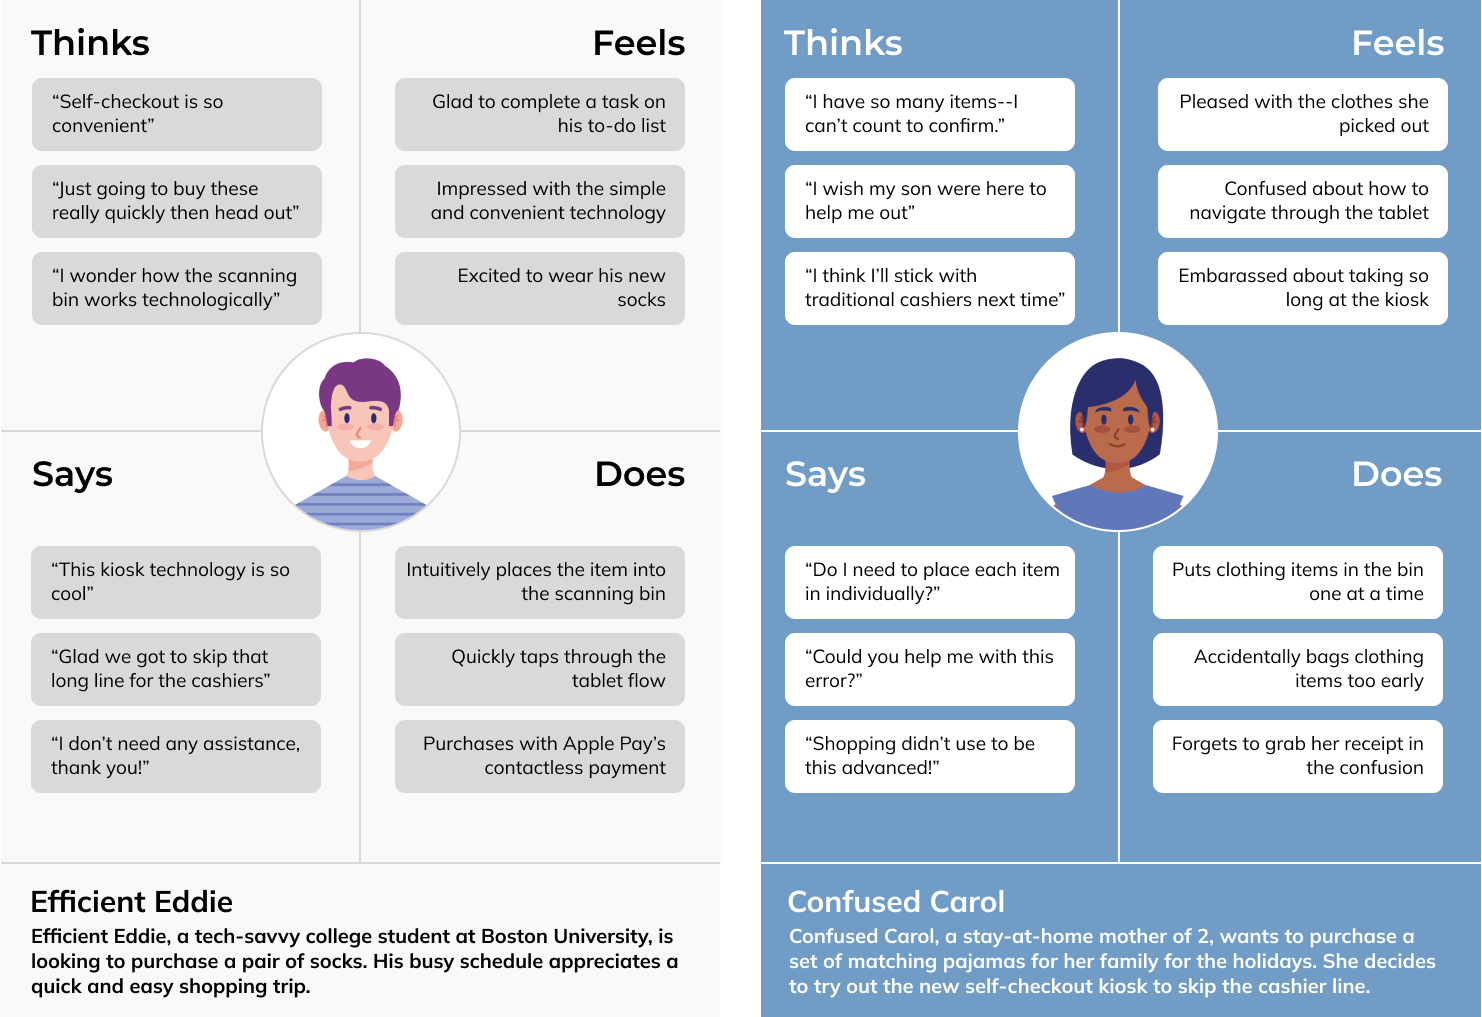 Thinks
“Self-checkout is so
convenient”
“Just going to buy these
really quickly then head out”
“I wonder how the scanning
bin works technologically”
Feels
Glad to complete a task on
his to-do list
Impressed with the simple
and convenient technology
Excited to wear his new
socks
Says
“This kiosk technology is so
cool”
“Glad we got to skip that
long line for the cashiers”
“I don’t need any assistance,
thank you!”
Does
Intuitively places the item into
the scanning bin
Quickly taps through the
tablet flow
Purchases with Apple Pay’s
contactless payment
Efficient Eddie
Efficient Eddie, a tech-savvy college student at Boston University, is
looking to purchase a pair of socks. His busy schedule appreciates a
quick and easy shopping trip.
Thinks
“I have so many items--I
can’t count to confirm.”
“I wish my son were here to
help me out”
“I think I’ll stick with
traditional cashiers next time”
Feels
Pleased with the clothes she
picked out
Confused about how to
navigate through the tablet
Embarassed about taking so
long at the kiosk
Says
“Do I need to place each item
in individually?”
“Could you help me with this
error?”
“Shopping didn’t use to be
this advanced!”
Does
Puts clothing items in the bin
one at a time
Accidentally bags clothing
items too early
Forgets to grab her receipt in
the confusion
Confused Carol
Confused Carol, a stay-at-home mother of 2, wants to purchase a
set of matching pajamas for her family for the holidays. She decides
to try out the new self-checkout kiosk to skip the cashier line.